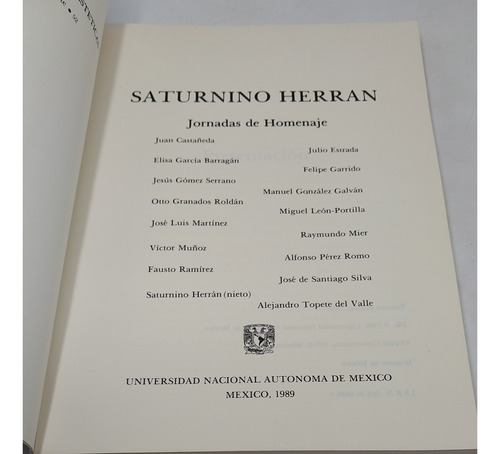 SATURNINO HERRAN
Jornadas de Homenaje
Juan Castañeda
Julio Estrada
Elisa García Barragán
Felipe Garrido
Jesús Gómez Serrano
Manuel González Galván
Otto Granados Roldán
Miguel León-Portilla
José Luis Martínez
Raymundo Mier
Víctor Muñoz
Alfonso Pérez Romo
Fausto Ramírez
José de Santiago Silva
Saturnino Herrán (nieto)
Alejandro Topete del Valle
UNIVERSIDAD NACIONAL AUTONOMA DE MEXICO
MEXICO, 1989